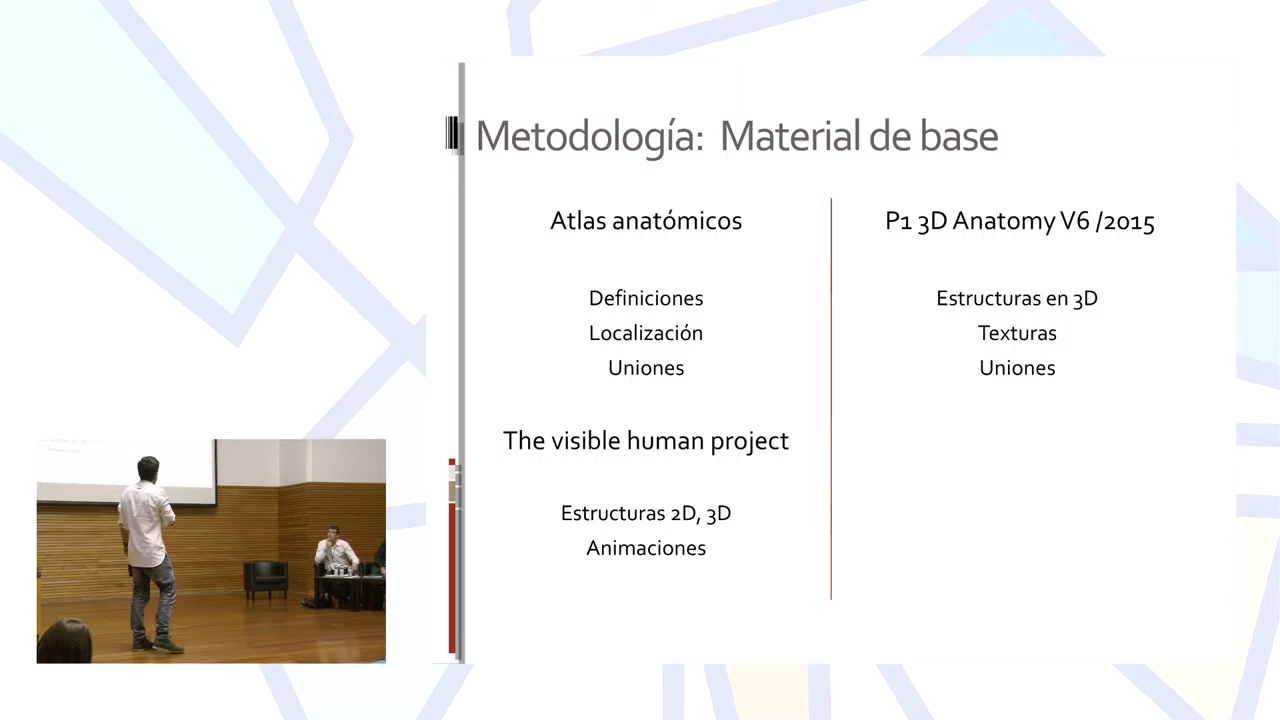 Metodología: Material de base
Atlas anatómicos
Definiciones
Localización
Uniones
The visible human project
Estructuras 2D, 3D
Animaciones
P1 3D Anatomy V6 /2015
Estructuras en 3D
Texturas
Uniones